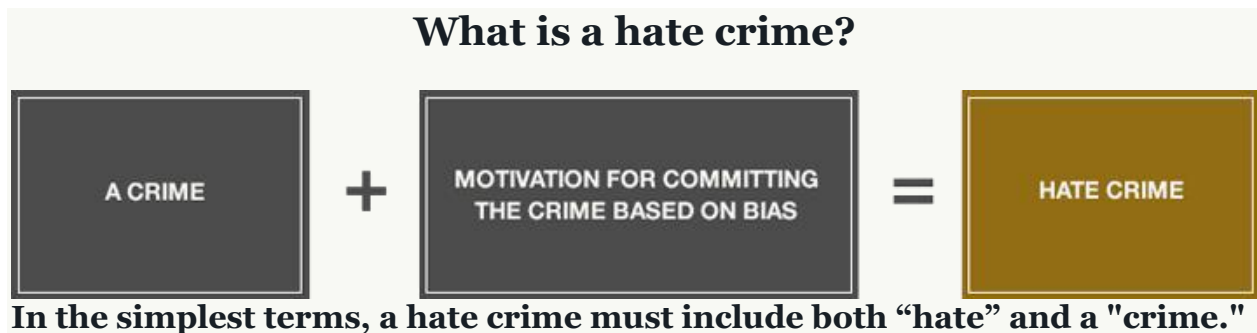 What is a hate crime?
A CRIME
+
MOTIVATION FOR COMMITTING
THE CRIME BASED ON BIAS
=
HATE CRIME
In the simplest terms, a hate crime must include both “hate” and a "crime."